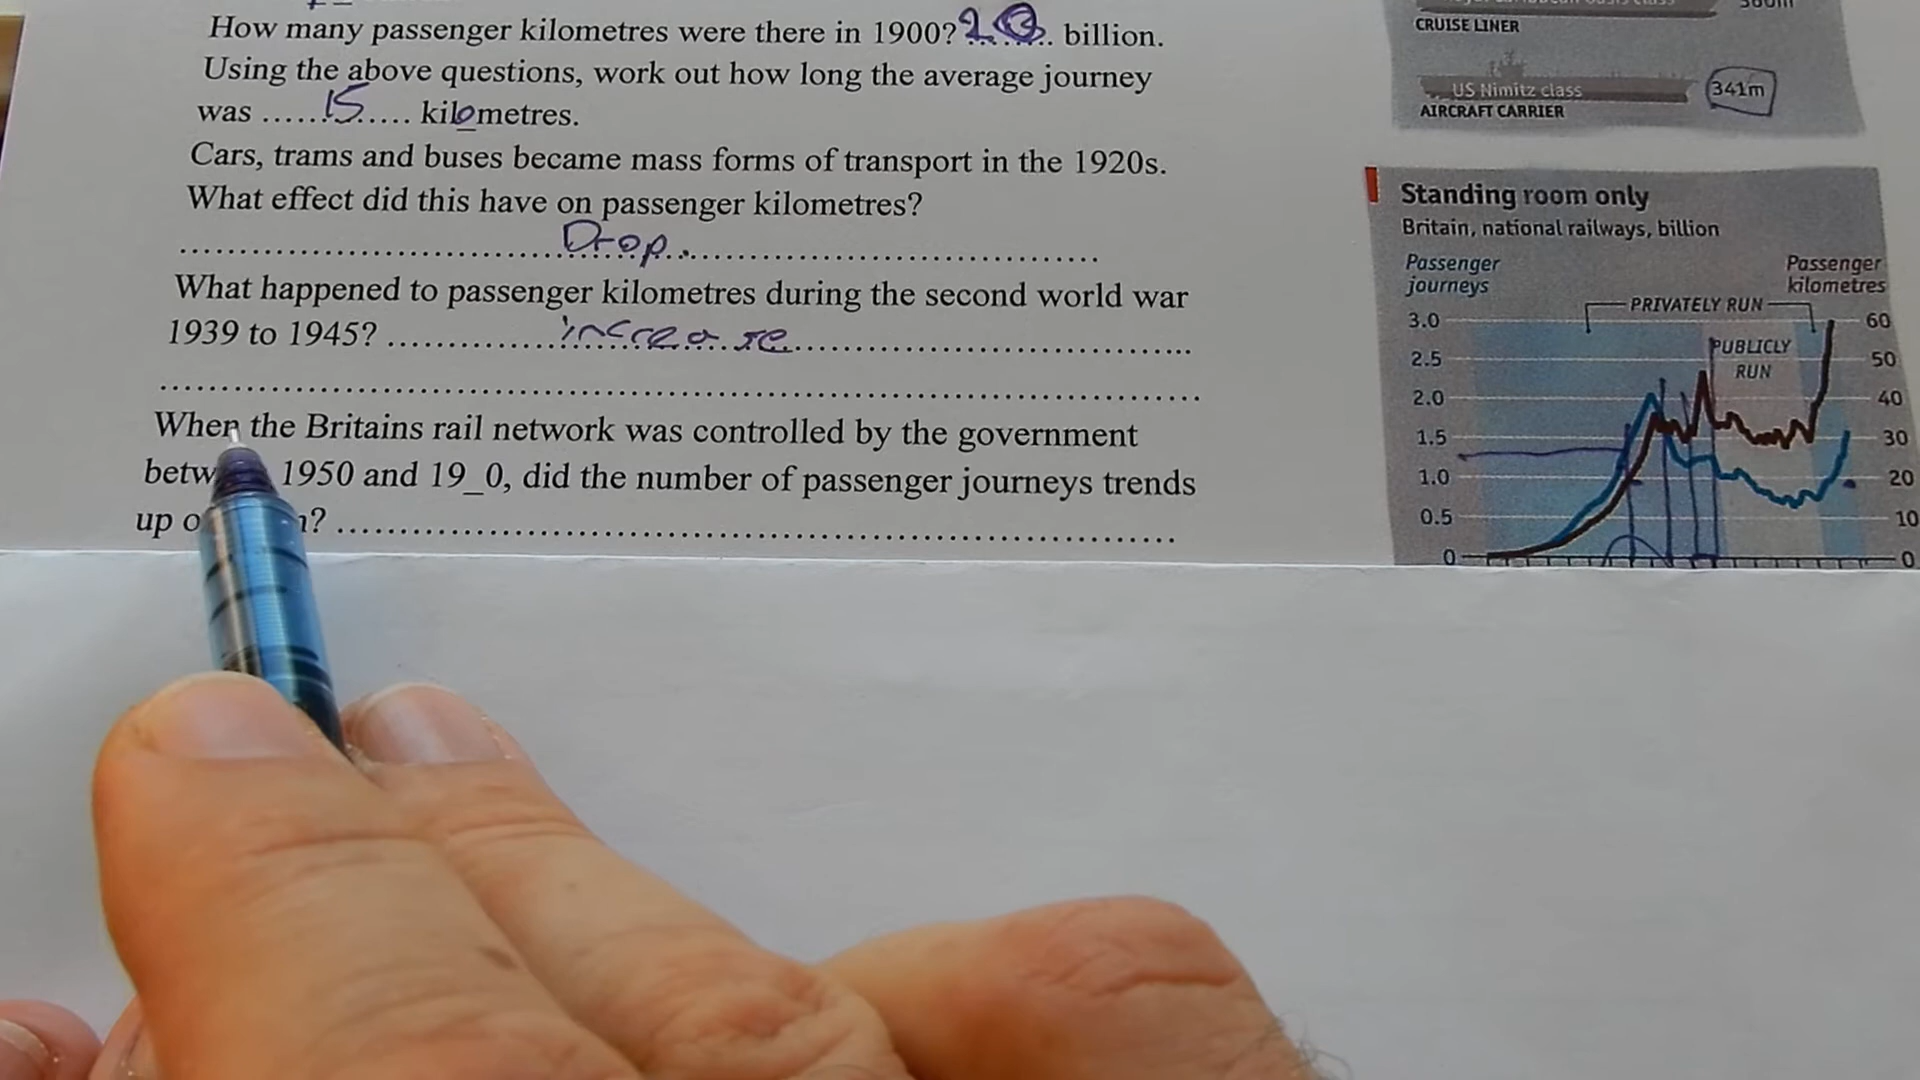 How many passenger kilometres were there in 1900? ........ billion.
Using the above questions, work out how long the average journey
was ......15..... kilometres.
Cars, trams and buses became mass forms of transport in the 1920s.
What effect did this have on passenger kilometres?
Drop.
What happened to passenger kilometres during the second world war
1939 to 1945? increase
When the Britains rail network was controlled by the government
betw 1950 and 19_0, did the number of passenger journeys trends
up o
CRUISE LINER
US Nimitz class 341m
AIRCRAFT CARRIER
Standing room only
Britain, national railways, billion
Passenger journeys
Passenger kilometres
PRIVATELY RUN
PUBLICLY RUN
3.0 60
2.5 50
2.0 40
1.5 30
1.0 20
0.5 10
0 0